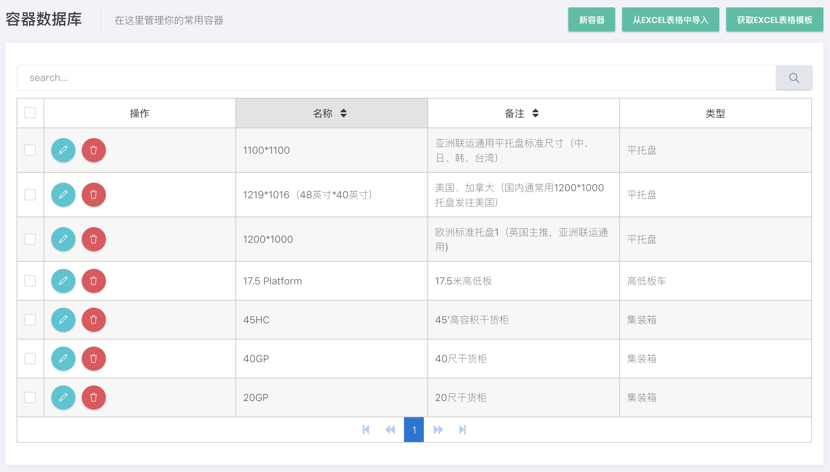 容器数据库
在这里管理你的常用容器
新容器
从EXCEL表格中导入
获取EXCEL表格模板
search...
操作
名称
备注
类型
1100*1100
亚洲联运通用平托盘标准尺寸（中、
日、韩、台湾）
平托盘
1219*1016（48英寸*40英寸）
美国、加拿大（国内通常用1200*1000
托盘发往美国）
平托盘
1200*1000
欧洲标准托盘1（英国主推，亚洲联运通
用)
平托盘
17.5 Platform
17.5米高低板
高低板车
45HC
45'高容积干货柜
集装箱
40GP
40尺干货柜
集装箱
20GP
20尺干货柜
集装箱
1